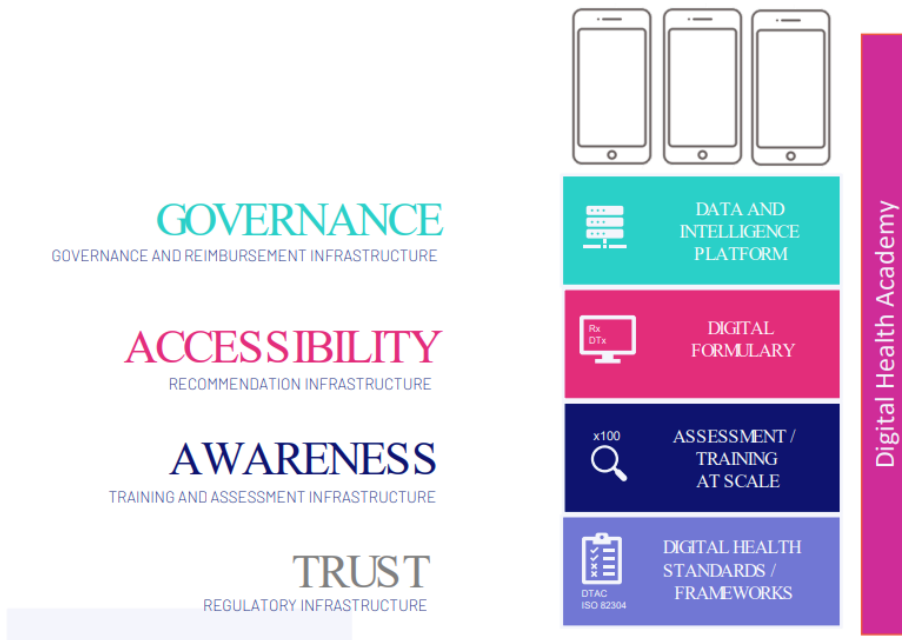 GOVERNANCE
GOVERNANCE AND REIMBURSEMENT INFRASTRUCTURE
DATA AND
INTELLIGENCE
PLATFORM
ACCESSIBILITY
RECOMMENDATION INFRASTRUCTURE
Rx
DTx
DIGITAL
FORMULARY
AWARENESS
TRAINING AND ASSESSMENT INFRASTRUCTURE
x100
ASSESSMENT /
TRAINING
AT SCALE
TRUST
REGULATORY INFRASTRUCTURE
DTAC
ISO 82304
DIGITAL HEALTH
STANDARDS /
FRAMEWORKS
Digital Health Academy